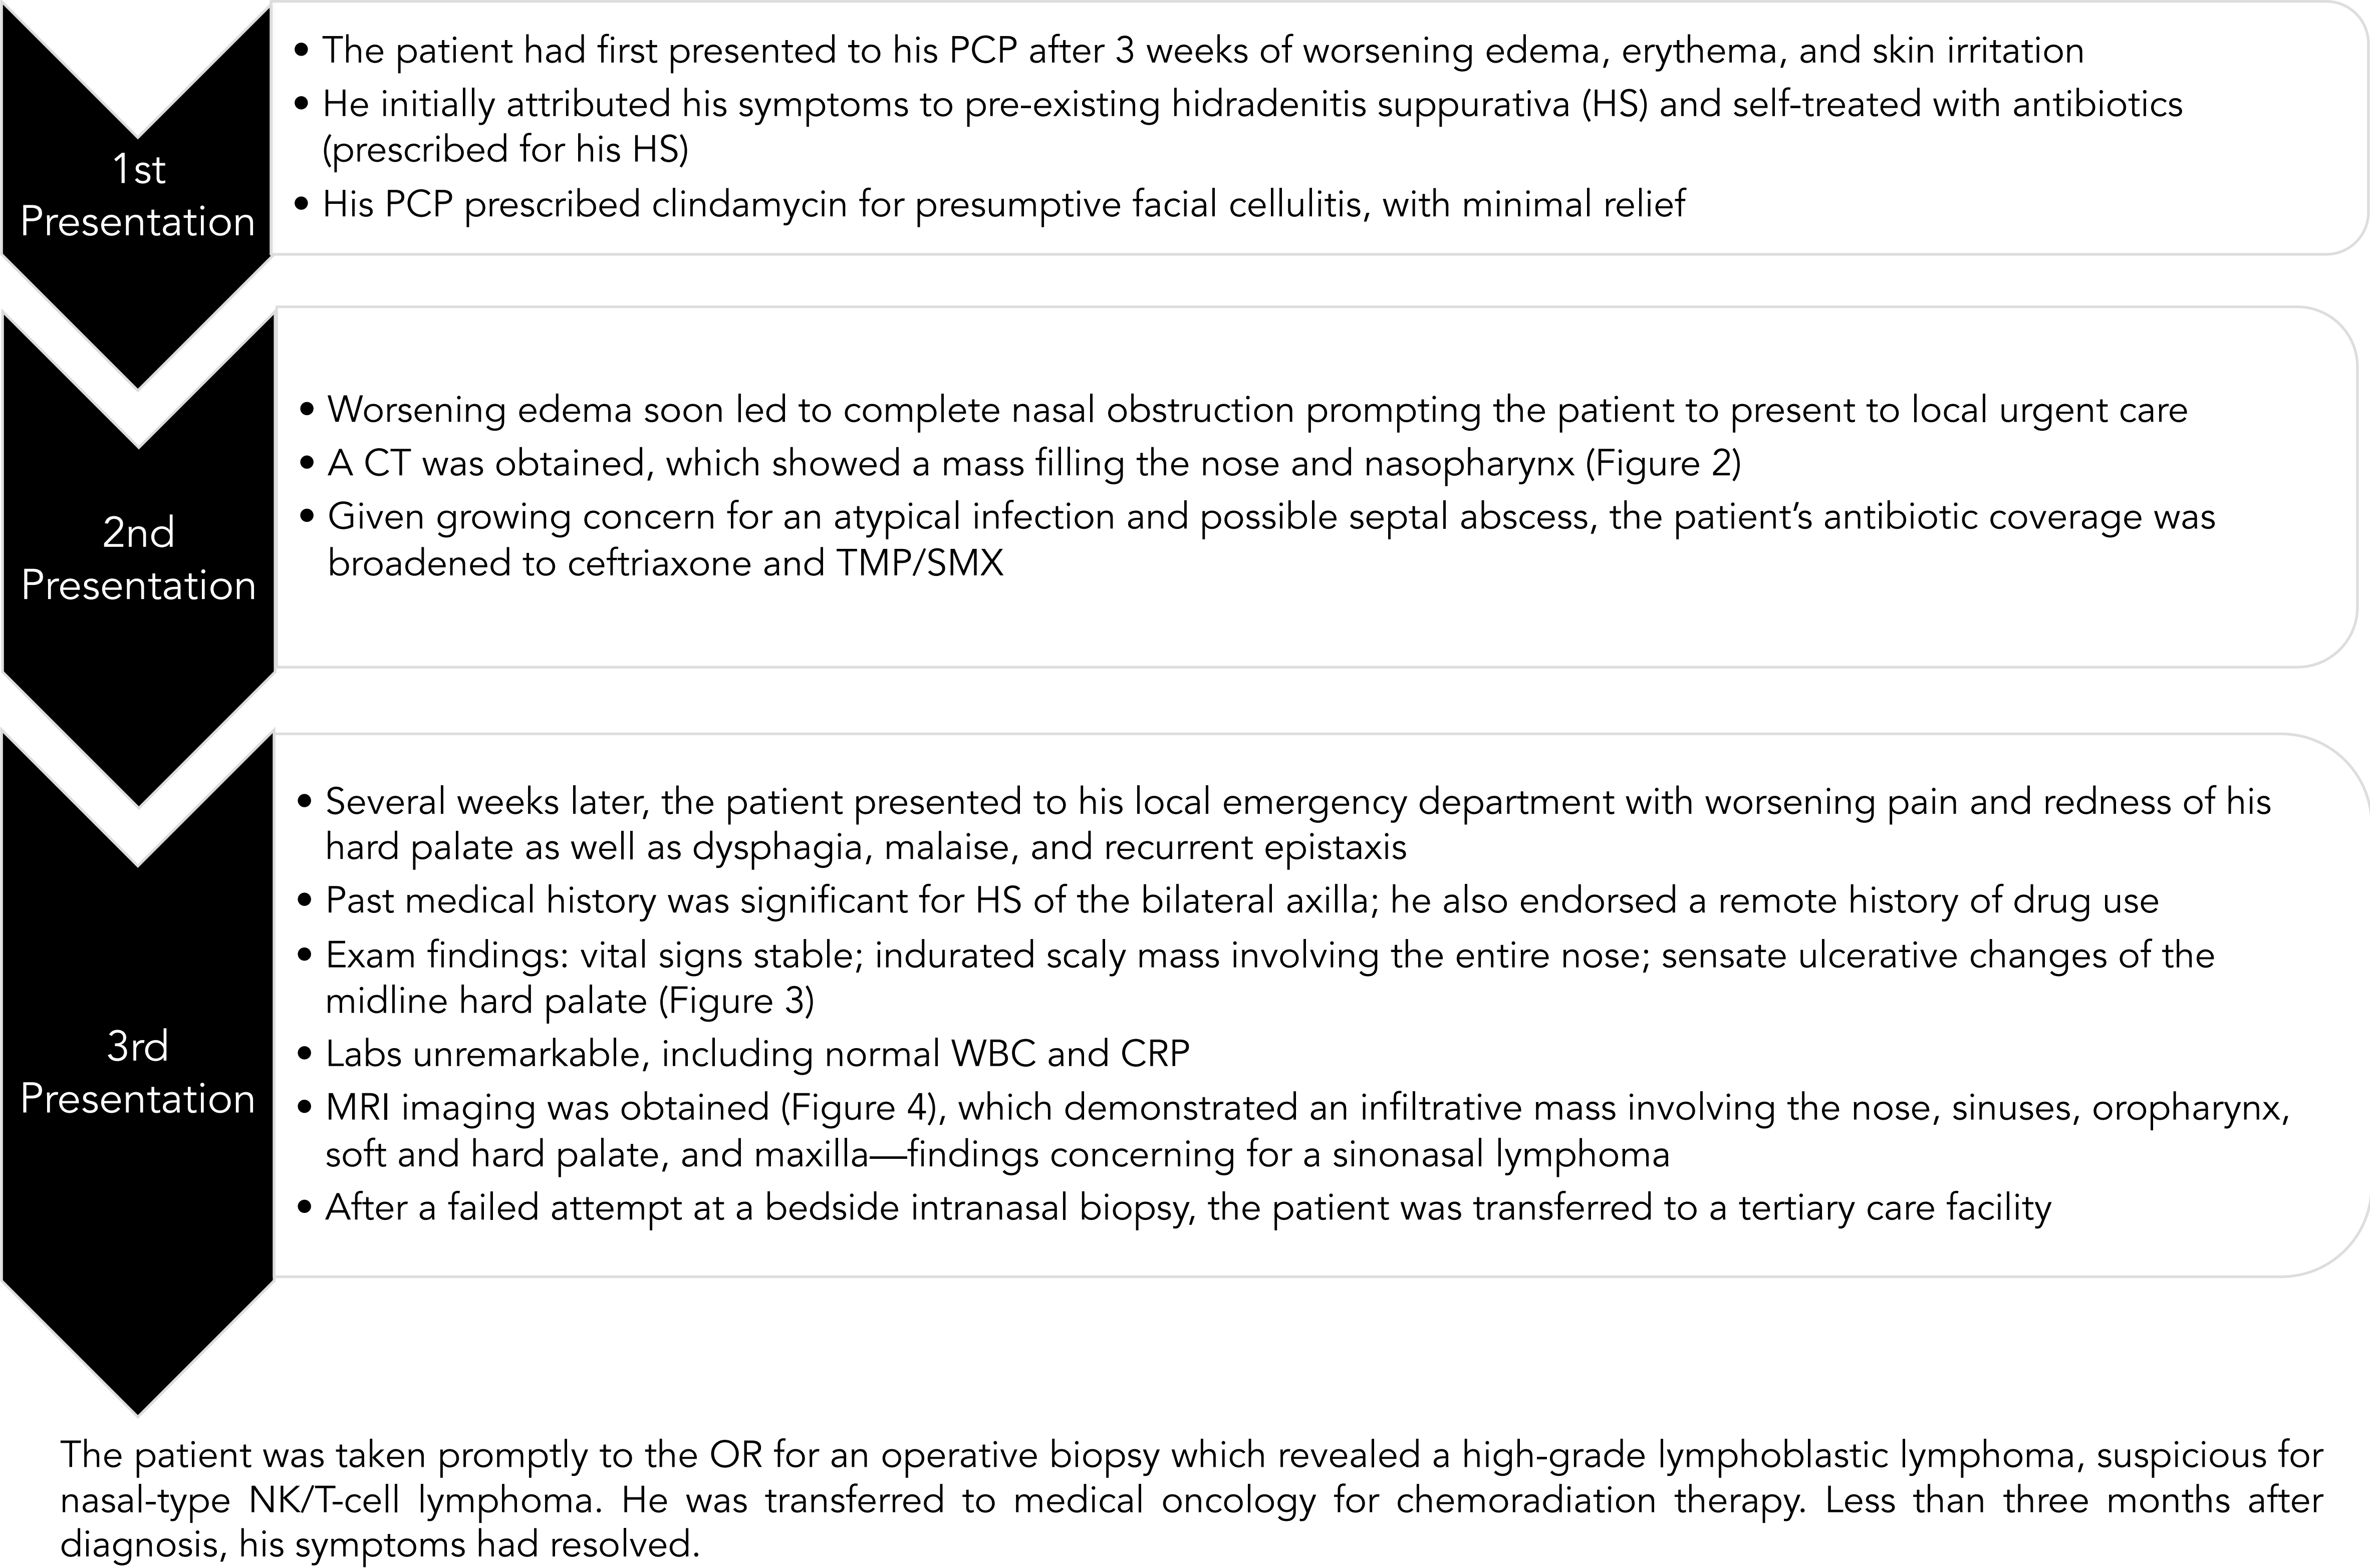 1st
Presentation
• The patient had first presented to his PCP after 3 weeks of worsening edema, erythema, and skin irritation
• He initially attributed his symptoms to pre-existing hidradenitis suppurativa (HS) and self-treated with antibiotics
(prescribed for his HS)
• His PCP prescribed clindamycin for presumptive facial cellulitis, with minimal relief
2nd
Presentation
• Worsening edema soon led to complete nasal obstruction prompting the patient to present to local urgent care
• A CT was obtained, which showed a mass filling the nose and nasopharynx (Figure 2)
• Given growing concern for an atypical infection and possible septal abscess, the patient’s antibiotic coverage was
broadened to ceftriaxone and TMP/SMX
3rd
Presentation
• Several weeks later, the patient presented to his local emergency department with worsening pain and redness of his
hard palate as well as dysphagia, malaise, and recurrent epistaxis
• Past medical history was significant for HS of the bilateral axilla; he also endorsed a remote history of drug use
• Exam findings: vital signs stable; indurated scaly mass involving the entire nose; sensate ulcerative changes of the
midline hard palate (Figure 3)
• Labs unremarkable, including normal WBC and CRP
• MRI imaging was obtained (Figure 4), which demonstrated an infiltrative mass involving the nose, sinuses, oropharynx,
soft and hard palate, and maxilla—findings concerning for a sinonasal lymphoma
• After a failed attempt at a bedside intranasal biopsy, the patient was transferred to a tertiary care facility
The patient was taken promptly to the OR for an operative biopsy which revealed a high-grade lymphoblastic lymphoma, suspicious for
nasal-type NK/T-cell lymphoma. He was transferred to medical oncology for chemoradiation therapy. Less than three months after
diagnosis, his symptoms had resolved.